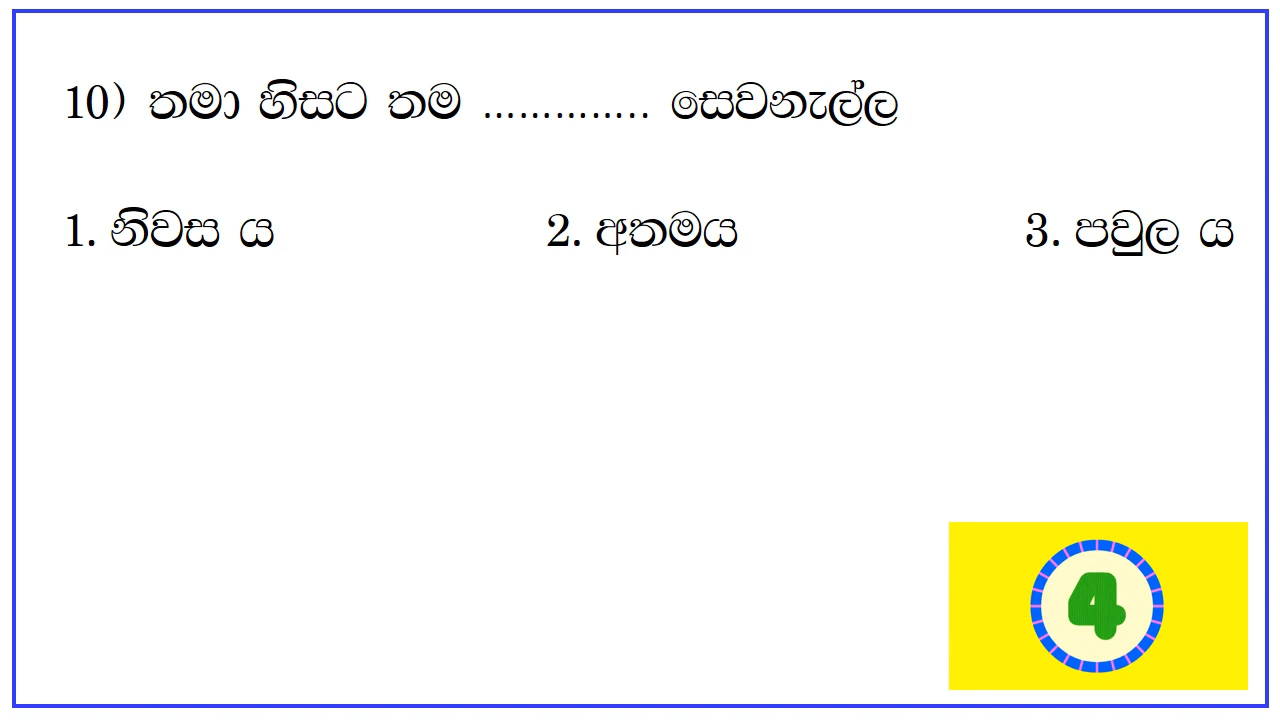 10) තමා හිසට තම .............. සෙවනැල්ල
1. නිවස ය 2. අතමය 3. පවුල ය
4